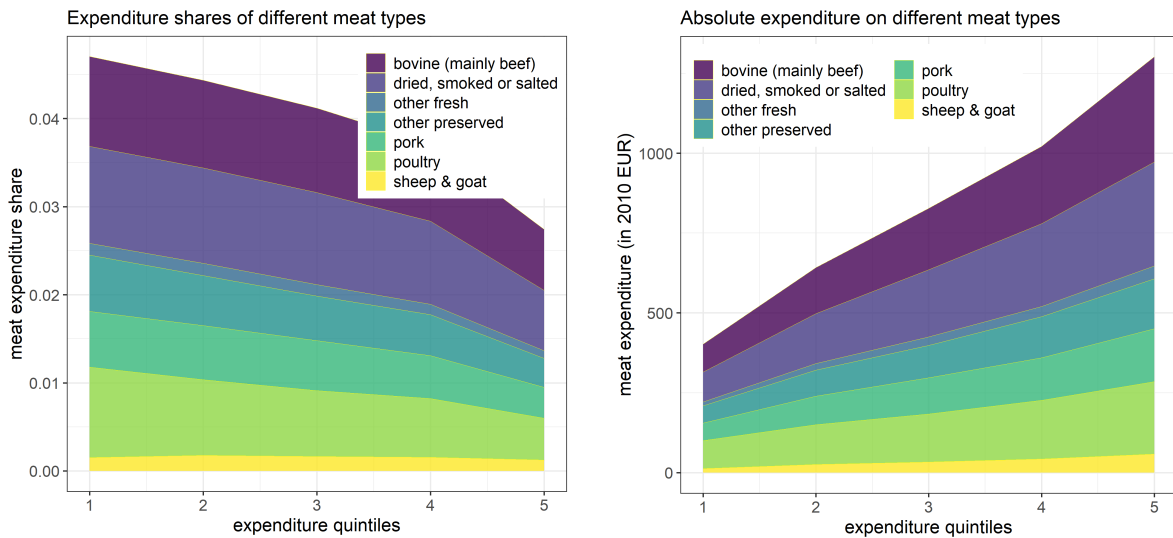 Expenditure shares of different meat types
meat expenditure share
0.04
0.03
0.02
0.01
0.00
bovine (mainly beef)
dried, smoked or salted
other fresh
other preserved
pork
poultry
sheep & goat
1 2 3 4 5
expenditure quintiles
Absolute expenditure on different meat types
meat expenditure (in 2010 EUR)
1000
500
0
bovine (mainly beef)
dried, smoked or salted
other fresh
other preserved
pork
poultry
sheep & goat
1 2 3 4 5
expenditure quintiles